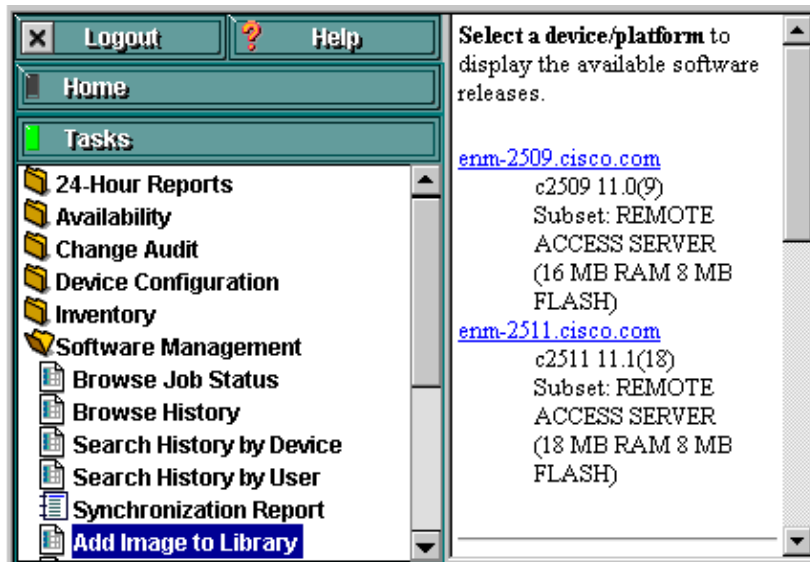 Logout
Help
Home
Tasks
24-Hour Reports
Availability
Change Audit
Device Configuration
Inventory
Software Management
Browse Job Status
Browse History
Search History by Device
Search History by User
Synchronization Report
Add Image to Library
Select a device/platform to
display the available software
releases.
enm-2509.cisco.com
c2509 11.0(9)
Subset: REMOTE
ACCESS SERVER
(16 MB RAM 8 MB
FLASH)
enm-2511.cisco.com
c2511 11.1(18)
Subset: REMOTE
ACCESS SERVER
(18 MB RAM 8 MB
FLASH)